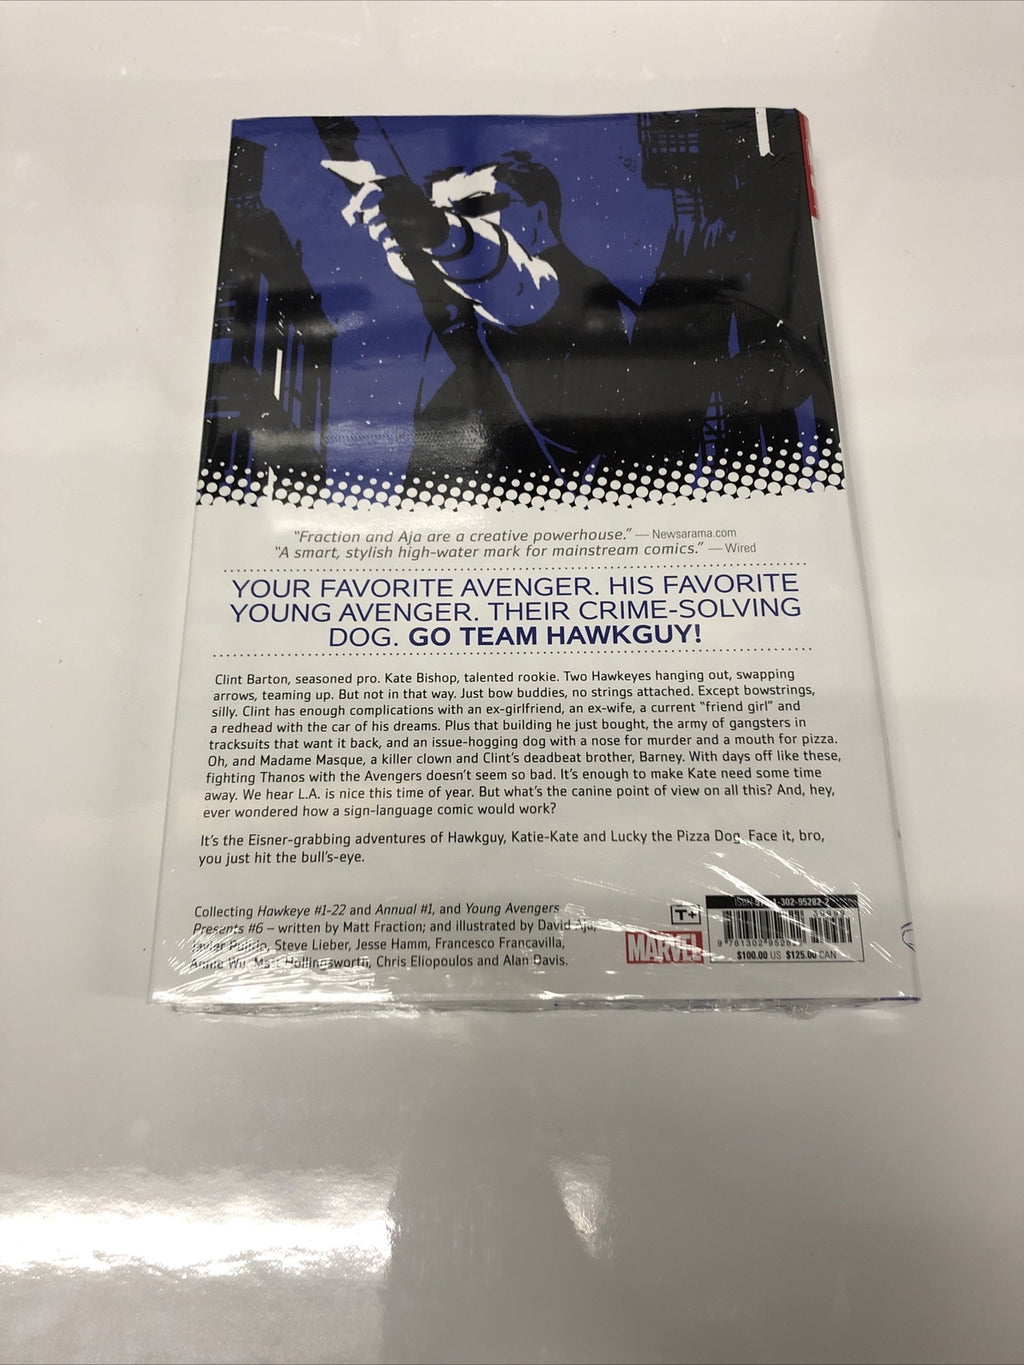 “Fraction and Aja are a creative powerhouse.” — Newsarama.com
“A smart, stylish high-water mark for mainstream comics.” — Wired
YOUR FAVORITE AVENGER. HIS FAVORITE
YOUNG AVENGER. THEIR CRIME-SOLVING
DOG. GO TEAM HAWKGUY!
Clint Barton, seasoned pro. Kate Bishop, talented rookie. Two Hawkeyes hanging out, swapping
arrows, teaming up. But not in that way. Just bow buddies, no strings attached. Except bowstrings,
silly. Clint has enough complications with an ex-girlfriend, an ex-wife, a current “friend girl” and
a redhead with the car of his dreams. Plus that building he just bought, the army of gangsters in
tracksuits that want it back, and an issue-hogging dog with a nose for murder and a mouth for pizza.
Oh, and Madame Masque, a killer clown and Clint’s deadbeat brother, Barney. With days off like these,
fighting Thanos with the Avengers doesn’t seem so bad. It’s enough to make Kate need some time
away. We hear L.A. is nice this time of year. But what’s the canine point of view on all this? And, hey,
ever wondered how a sign-language comic would work?
It’s the Eisner-grabbing adventures of Hawkguy, Katie-Kate and Lucky the Pizza Dog. Face it, bro,
you just hit the bull’s-eye.
Collecting Hawkeye #1-22 and Annual #1, and Young Avengers
Presents #6 – written by Matt Fraction; and illustrated by David Aja,
Javier Pulido, Steve Lieber, Jesse Hamm, Francesco Francavilla,
Annie Wu, Matt Hollingsworth, Chris Eliopoulos and Alan Davis.
T+
MARVEL
ISBN
$100.00 US $125.00 CAN